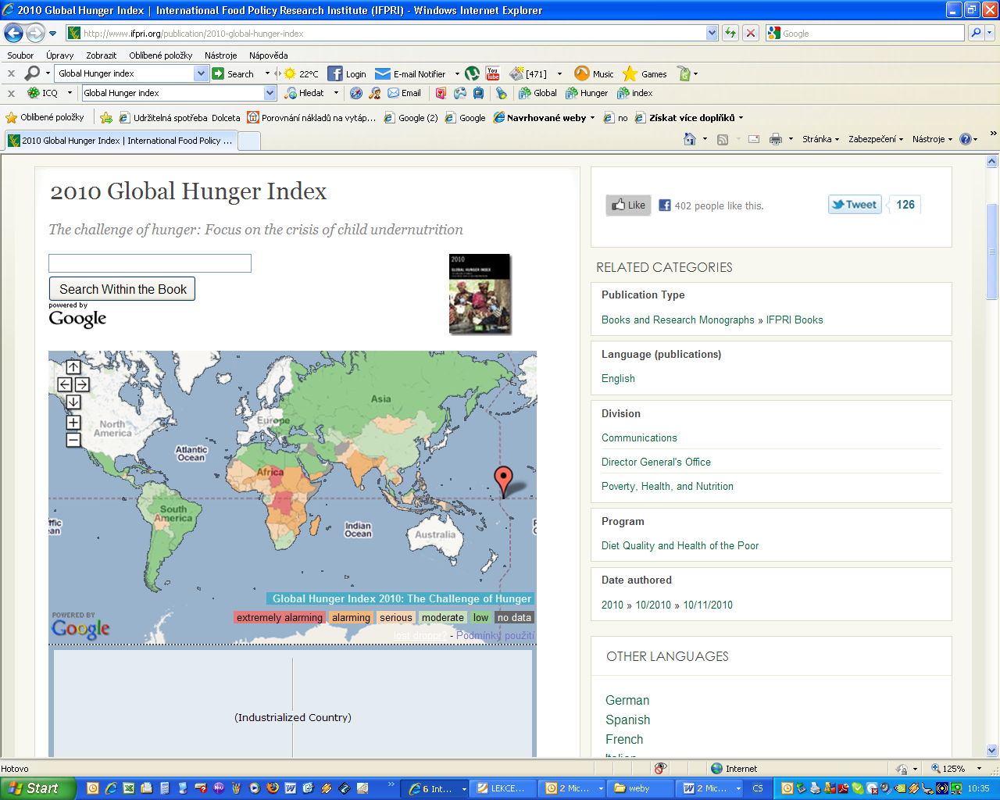 2010 Global Hunger Index | International Food Policy Research Institute (IFPRI) - Windows Internet Explorer
http://www.ifpri.org/publication/2010-global-hunger-index
Google
Soubor Úpravy Zobrazit Oblíbené položky Nástroje Nápověda
Global Hunger index Search 22°C Login E-mail Notifier You Tube [471] Music Games
ICQ Global Hunger index Hledat Email Global Hunger index
Oblíbené položky Udržitelná spotřeba Dolceta Porovnání nákladů na vytáp... Google (2) Google Navrhované weby no Získat více doplňků
2010 Global Hunger Index | International Food Policy ... Stránka Zabezpečení Nástroje
2010 Global Hunger Index
The challenge of hunger: Focus on the crisis of child undernutrition
Search Within the Book
powered by
Google
2010
GLOBAL HUNGER INDEX
North America
Atlantic Ocean
Europe
Asia
Africa
South America
Indian Ocean
Australia
Global Hunger Index 2010: The Challenge of Hunger
extremely alarming alarming serious moderate low no data
POWERED BY
Google
- Podmínky použití
(Industrialized Country)
Like 402 people like this. Tweet 126
RELATED CATEGORIES
Publication Type
Books and Research Monographs » IFPRI Books
Language (publications)
English
Division
Communications
Director General's Office
Poverty, Health, and Nutrition
Program
Diet Quality and Health of the Poor
Date authored
2010 » 10/2010 » 10/11/2010
OTHER LANGUAGES
German
Spanish
French
Italian
Hotovo Internet 125%
Start 6 Int... LEKCE... 2 Mic... weby 2 Mic... CS 10:35